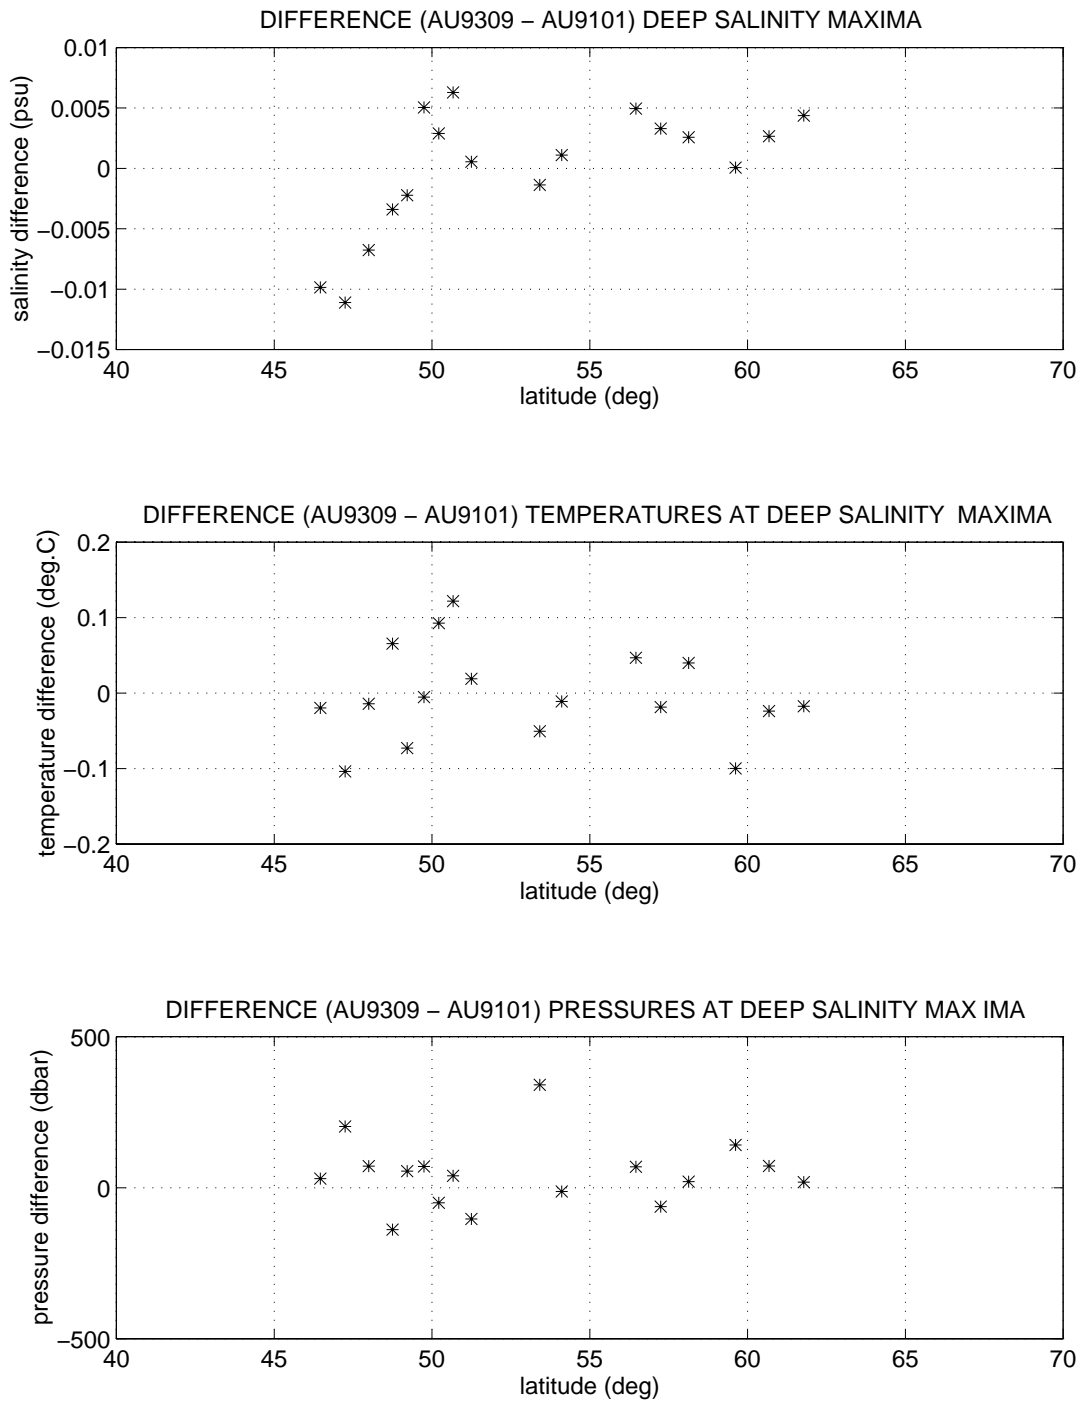 DIFFERENCE (AU9309 − AU9101) DEEP SALINITY MAXIMA
0.01
0.005
0
−0.005
−0.01
−0.015
salinity difference (psu)
40 45 50 55 60 65 70
latitude (deg)
DIFFERENCE (AU9309 − AU9101) TEMPERATURES AT DEEP SALINITY  MAXIMA
0.2
0.1
0
−0.1
−0.2
temperature difference (deg.C)
40 45 50 55 60 65 70
latitude (deg)
DIFFERENCE (AU9309 − AU9101) PRESSURES AT DEEP SALINITY MAX IMA
500
0
−500
pressure difference (dbar)
40 45 50 55 60 65 70
latitude (deg)